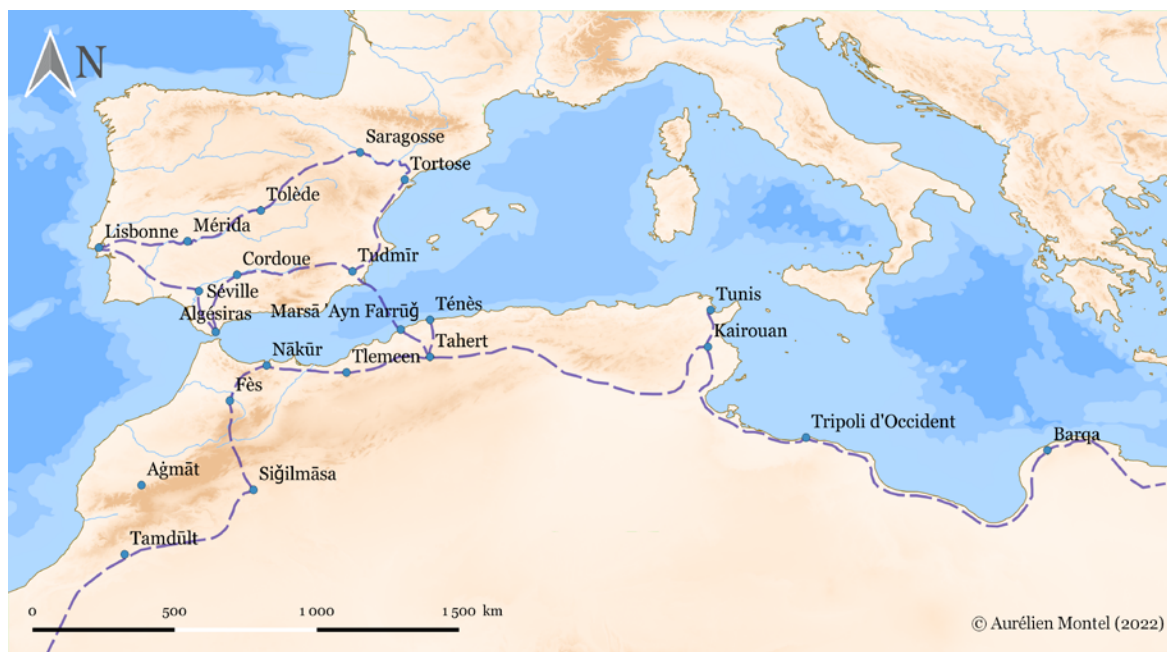 N
Saragosse
Tortose
Tolède
Mérida
Lisbonne
Cordoue
Tudmīr
Séville
Algésiras
Marsā ’Ayn Farrūǧ
Ténès
Tunis
Kairouan
Tahert
Tlemcen
Nākūr
Fès
Tripoli d'Occident
Barqa
Aġmāt
Siǧilmāsa
Tamdūlt
0 500 1 000 1 500 km
© Aurélien Montel (2022)